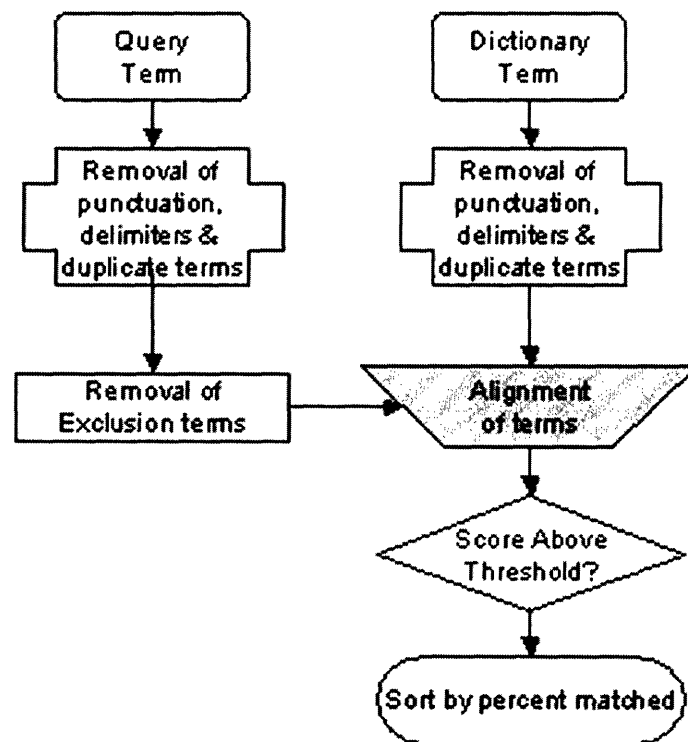 Query
Term
Dictionary
Term
Removal of
punctuation,
delimiters &
duplicate terms
Removal of
punctuation,
delimiters &
duplicate terms
Removal of
Exclusion terms
Alignment
of terms
Score Above
Threshold?
Sort by percent matched